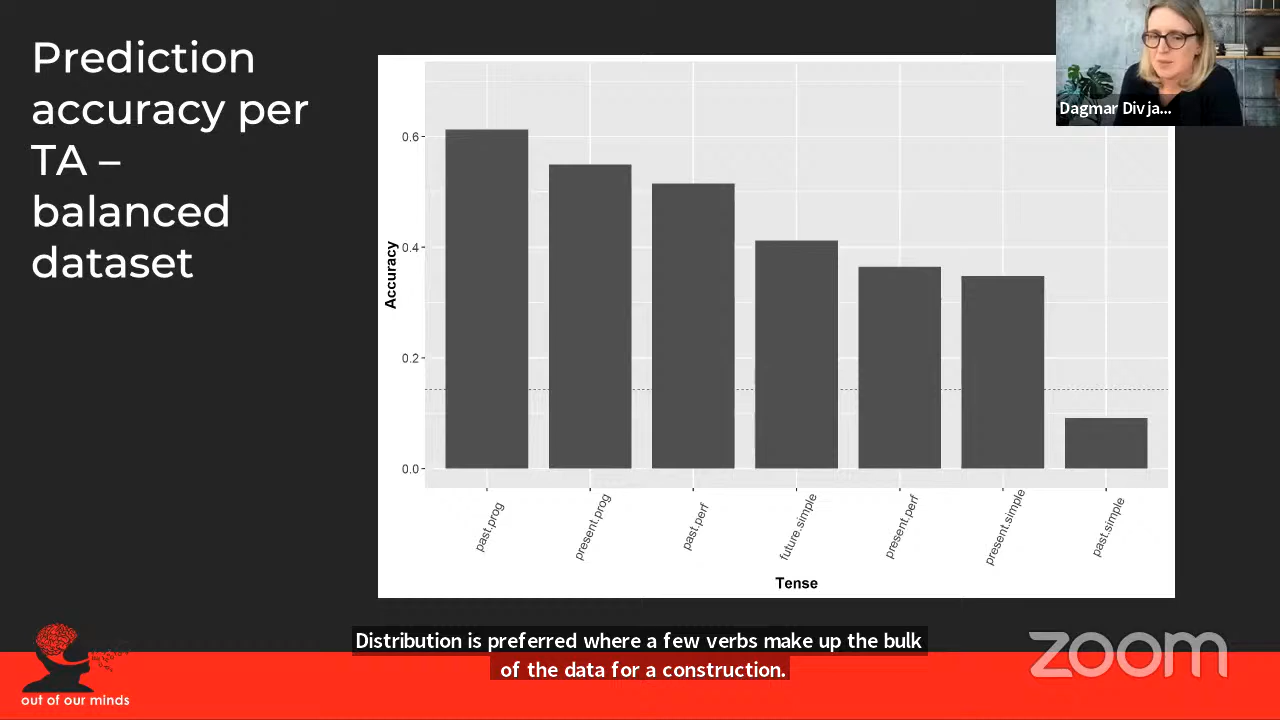 Prediction
accuracy per
TA –
balanced
dataset
Dagmar Divja...
Accuracy
0.6
0.4
0.2
0.0
past.prog
present.prog
past.perf
future.simple
present.perf
present.simple
past.simple
Tense
Distribution is preferred where a few verbs make up the bulk
of the data for a construction.
out of our minds
zoom